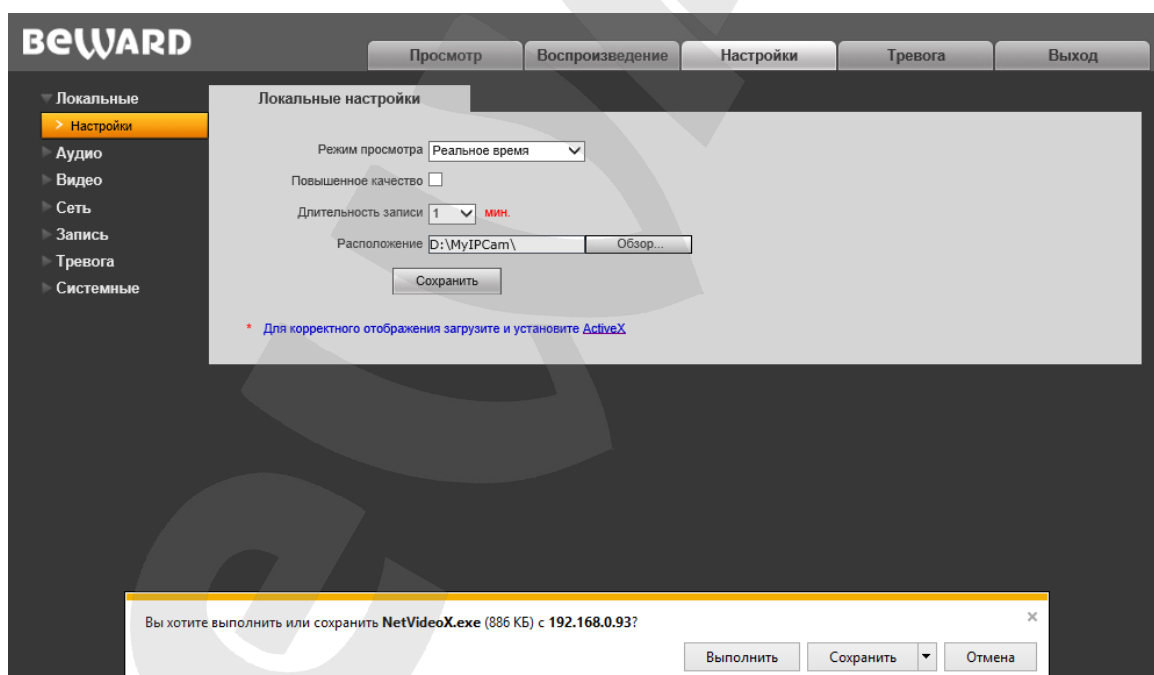 BEWARD
Просмотр Воспроизведение Настройки Тревога Выход
Локальные
> Настройки
Аудио
Видео
Сеть
Запись
Тревога
Системные
Локальные настройки
Режим просмотра Реальное время
Повышенное качество
Длительность записи 1 мин.
Расположение D:\MyIPCam\ Обзор...
Сохранить
* Для корректного отображения загрузите и установите ActiveX
Вы хотите выполнить или сохранить NetVideoX.exe (886 КБ) с 192.168.0.93?
Выполнить Сохранить Отмена